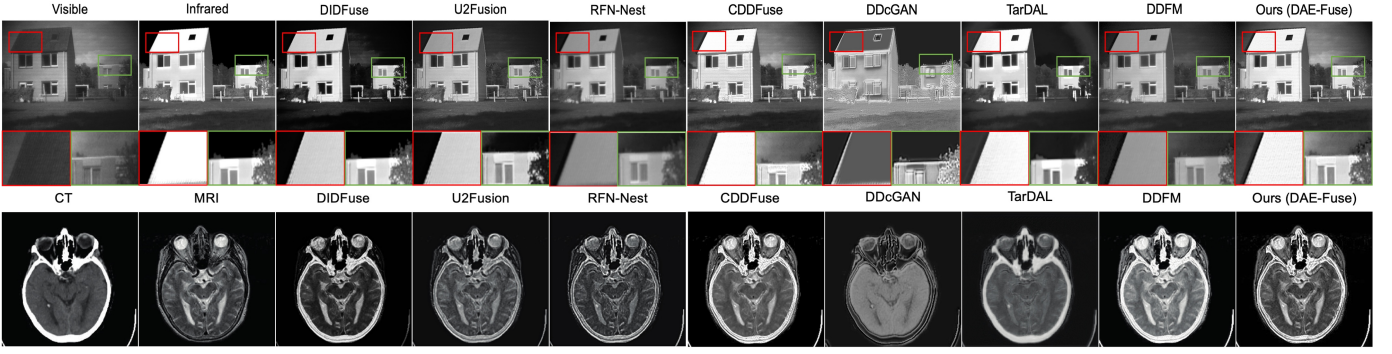 Visible Infrared DIDFuse U2Fusion RFN-Nest CDDFuse DDcGAN TarDAL DDFM Ours (DAE-Fuse)
CT MRI DIDFuse U2Fusion RFN-Nest CDDFuse DDcGAN TarDAL DDFM Ours (DAE-Fuse)